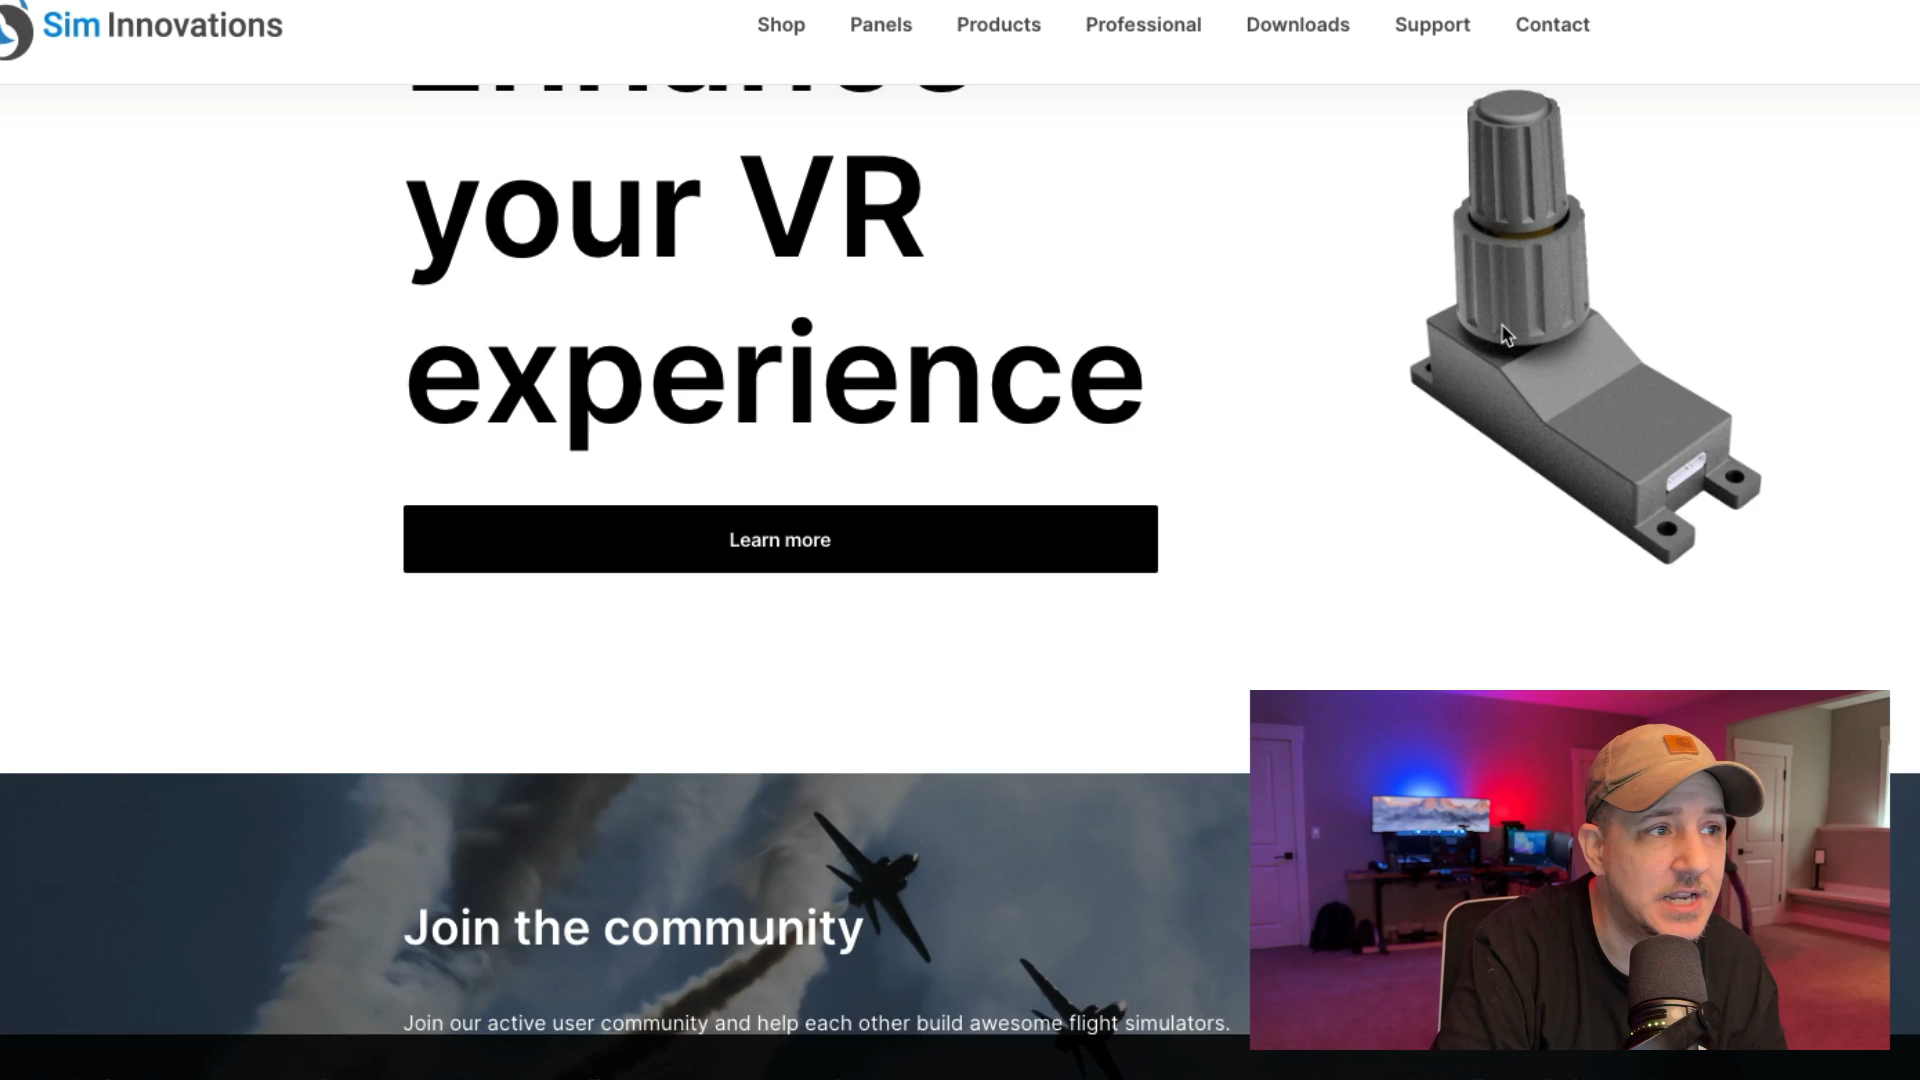 Sim Innovations
Shop
Panels
Products
Professional
Downloads
Support
Contact
Enhance
your VR
experience
Learn more
Join the community
Join our active user community and help each other build awesome flight simulators.